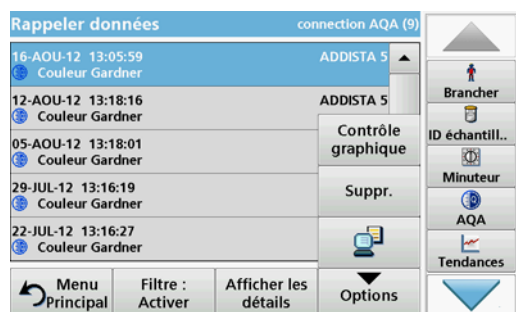 Rappeler données connection AQA (9)
16-AOU-12 13:05:59 ADDISTA 5
Couleur Gardner
12-AOU-12 13:18:16 ADDISTA 5
Couleur Gardner
05-AOU-12 13:18:01
Couleur Gardner
29-JUL-12 13:16:19
Couleur Gardner
22-JUL-12 13:16:27
Couleur Gardner
Contrôle
graphique
Suppr.
Menu
Principal
Filtre :
Activer
Afficher les
détails
Options
Brancher
ID échantill..
Minuteur
AQA
Tendances